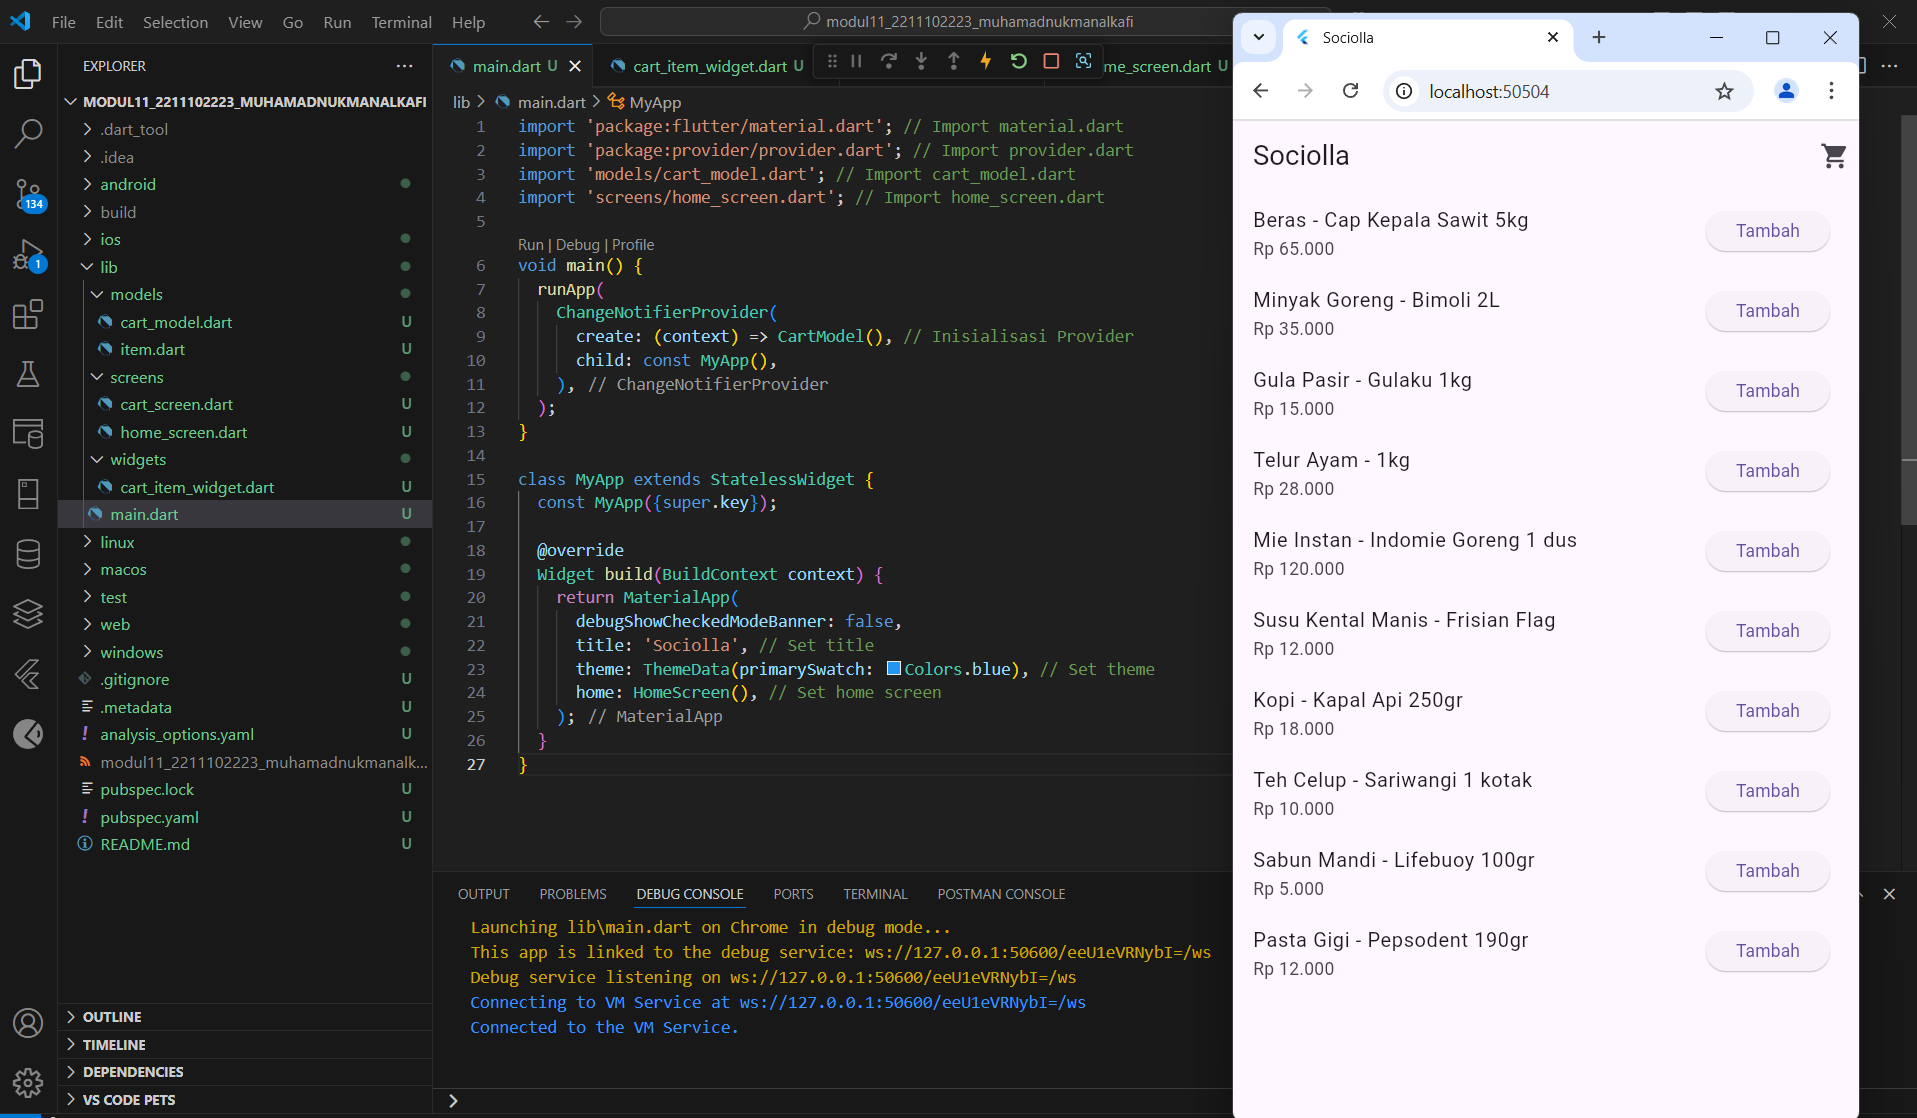 File Edit Selection View Go Run Terminal Help
modul11_2211102223_muhamadnukmanalkafi
EXPLORER
MODUL11_2211102223_MUHAMADNUKMANALKAFI
.dart_tool
.idea
android
build
ios
lib
models
cart_model.dart U
item.dart U
screens
cart_screen.dart U
home_screen.dart U
widgets
cart_item_widget.dart U
main.dart U
linux
macos
test
web
windows
.gitignore U
.metadata U
analysis_options.yaml U
modul11_2211102223_muhamadnukmanalk...
pubspec.lock U
pubspec.yaml U
README.md U
OUTLINE
TIMELINE
DEPENDENCIES
VS CODE PETS
134
1
main.dart U
cart_item_widget.dart U
me_screen.dart U
lib > main.dart > MyApp
1 import 'package:flutter/material.dart'; // Import material.dart
2 import 'package:provider/provider.dart'; // Import provider.dart
3 import 'models/cart_model.dart'; // Import cart_model.dart
4 import 'screens/home_screen.dart'; // Import home_screen.dart
5
Run | Debug | Profile
6 void main() {
7 runApp(
8 ChangeNotifierProvider(
9 create: (context) => CartModel(), // Inisialisasi Provider
10 child: const MyApp(),
11 ), // ChangeNotifierProvider
12 );
13 }
14
15 class MyApp extends StatelessWidget {
16 const MyApp({super.key});
17
18 @override
19 Widget build(BuildContext context) {
20 return MaterialApp(
21 debugShowCheckedModeBanner: false,
22 title: 'Sociolla', // Set title
23 theme: ThemeData(primarySwatch: Colors.blue), // Set theme
24 home: HomeScreen(), // Set home screen
25 ); // MaterialApp
26 }
27 }
OUTPUT PROBLEMS DEBUG CONSOLE PORTS TERMINAL POSTMAN CONSOLE
Launching lib\main.dart on Chrome in debug mode...
This app is linked to the debug service: ws://127.0.0.1:50600/eeU1eVRNybI=/ws
Debug service listening on ws://127.0.0.1:50600/eeU1eVRNybI=/ws
Connecting to VM Service at ws://127.0.0.1:50600/eeU1eVRNybI=/ws
Connected to the VM Service.
Sociolla
localhost:50504
Sociolla
Beras - Cap Kepala Sawit 5kg
Rp 65.000
Tambah
Minyak Goreng - Bimoli 2L
Rp 35.000
Tambah
Gula Pasir - Gulaku 1kg
Rp 15.000
Tambah
Telur Ayam - 1kg
Rp 28.000
Tambah
Mie Instan - Indomie Goreng 1 dus
Rp 120.000
Tambah
Susu Kental Manis - Frisian Flag
Rp 12.000
Tambah
Kopi - Kapal Api 250gr
Rp 18.000
Tambah
Teh Celup - Sariwangi 1 kotak
Rp 10.000
Tambah
Sabun Mandi - Lifebuoy 100gr
Rp 5.000
Tambah
Pasta Gigi - Pepsodent 190gr
Rp 12.000
Tambah